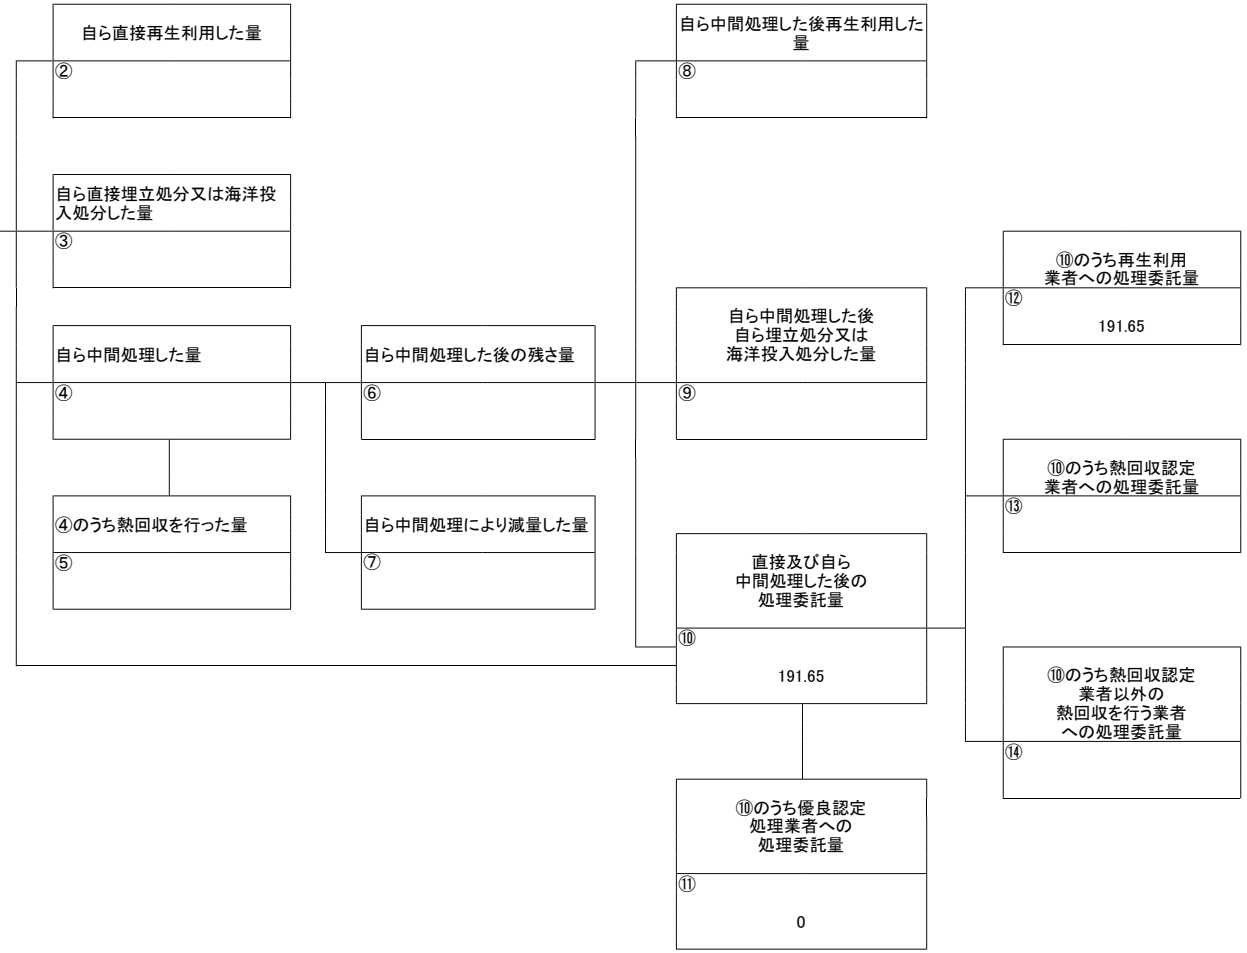 自ら直接再生利用した量
②
自ら中間処理した後再生利用した
量
⑧
自ら直接埋立処分又は海洋投
入処分した量
③
⑩のうち再生利用
業者への処理委託量
⑫
191.65
自ら中間処理した後
自ら埋立処分又は
海洋投入処分した量
⑨
自ら中間処理した量
④
自ら中間処理した後の残さ量
⑥
⑩のうち熱回収認定
業者への処理委託量
⑬
④のうち熱回収を行った量
⑤
自ら中間処理により減量した量
⑦
直接及び自ら
中間処理した後の
処理委託量
⑩
191.65
⑩のうち熱回収認定
業者以外の
熱回収を行う業者
への処理委託量
⑭
⑩のうち優良認定
処理業者への
処理委託量
⑪
0